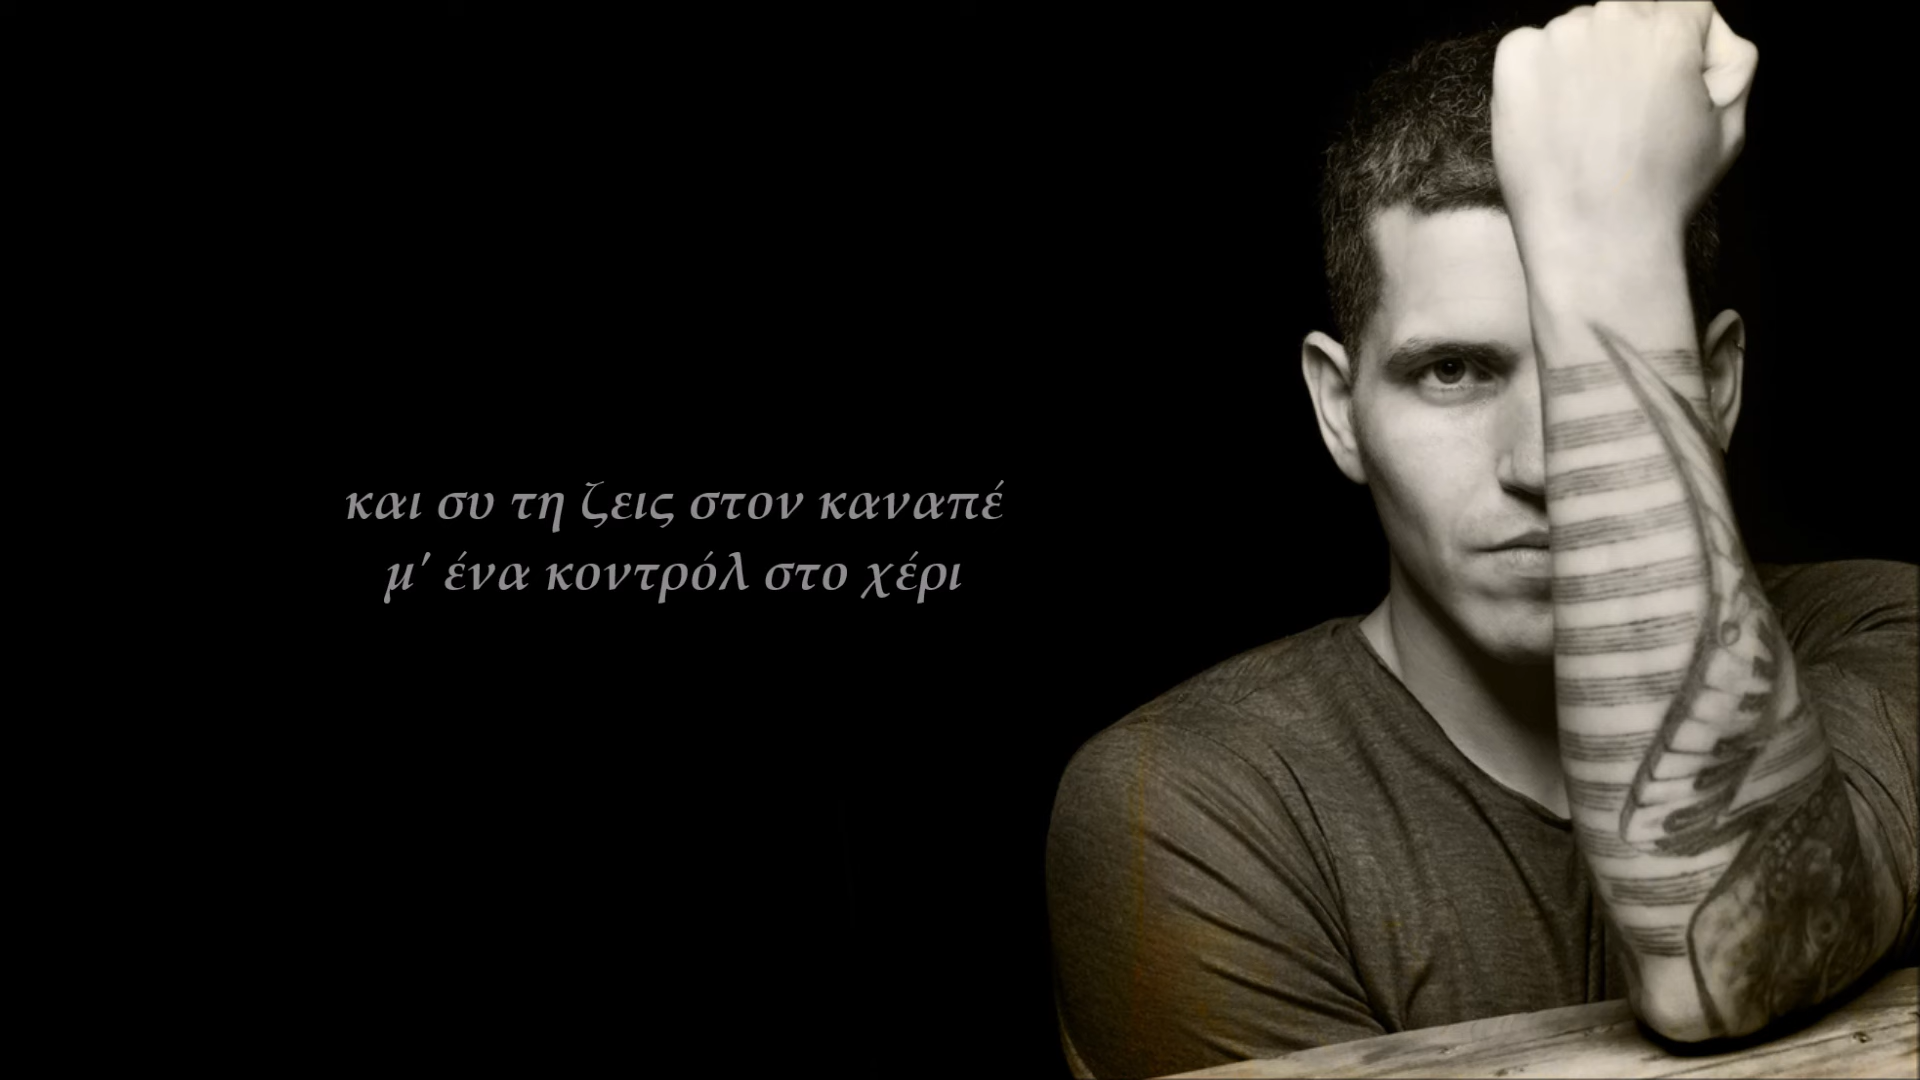 και συ τη ζεις στον καναπέ
μ' ένα κοντρόλ στο χέρι